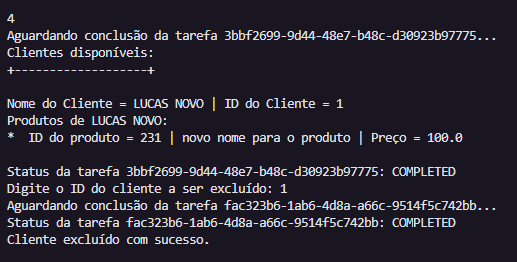 4
Aguardando conclusão da tarefa 3bbf2699-9d44-48e7-b48c-d30923b97775...
Clientes disponíveis:
+-------------------+
Nome do Cliente = LUCAS NOVO | ID do Cliente = 1
Produtos de LUCAS NOVO:
*  ID do produto = 231 | novo nome para o produto | Preço = 100.0
Status da tarefa 3bbf2699-9d44-48e7-b48c-d30923b97775: COMPLETED
Digite o ID do cliente a ser excluído: 1
Aguardando conclusão da tarefa fac323b6-1ab6-4d8a-a66c-9514f5c742bb...
Status da tarefa fac323b6-1ab6-4d8a-a66c-9514f5c742bb: COMPLETED
Cliente excluído com sucesso.